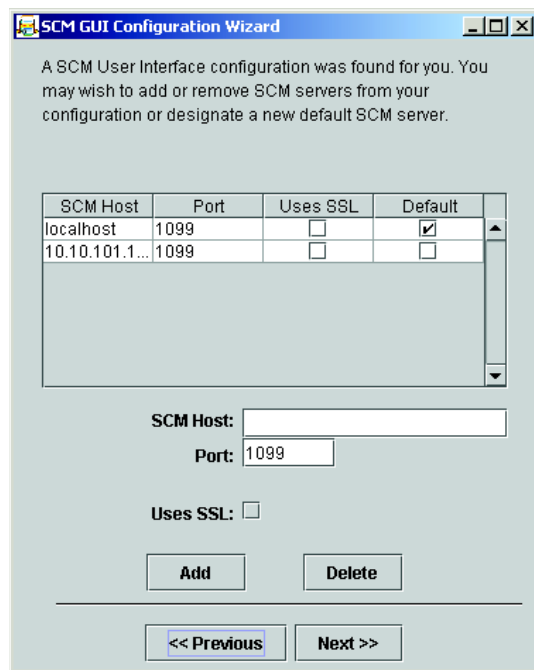 SCM GUI Configuration Wizard
A SCM User Interface configuration was found for you. You
may wish to add or remove SCM servers from your
configuration or designate a new default SCM server.
SCM Host Port Uses SSL Default
localhost 1099
10.10.101.1... 1099
SCM Host:
Port: 1099
Uses SSL:
Add Delete
<< Previous Next >>